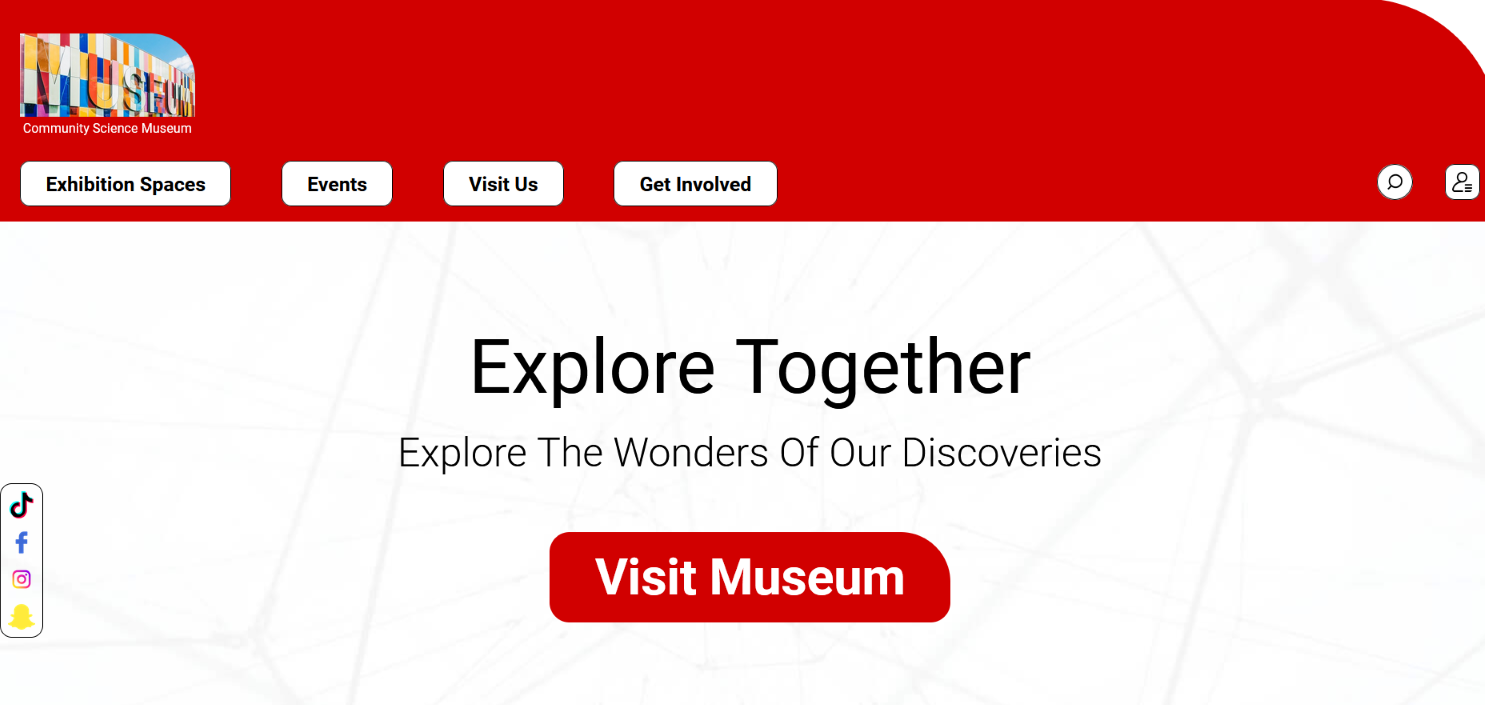 MUSEUM
Community Science Museum
Exhibition Spaces
Events
Visit Us
Get Involved
Explore Together
Explore The Wonders Of Our Discoveries
Visit Museum